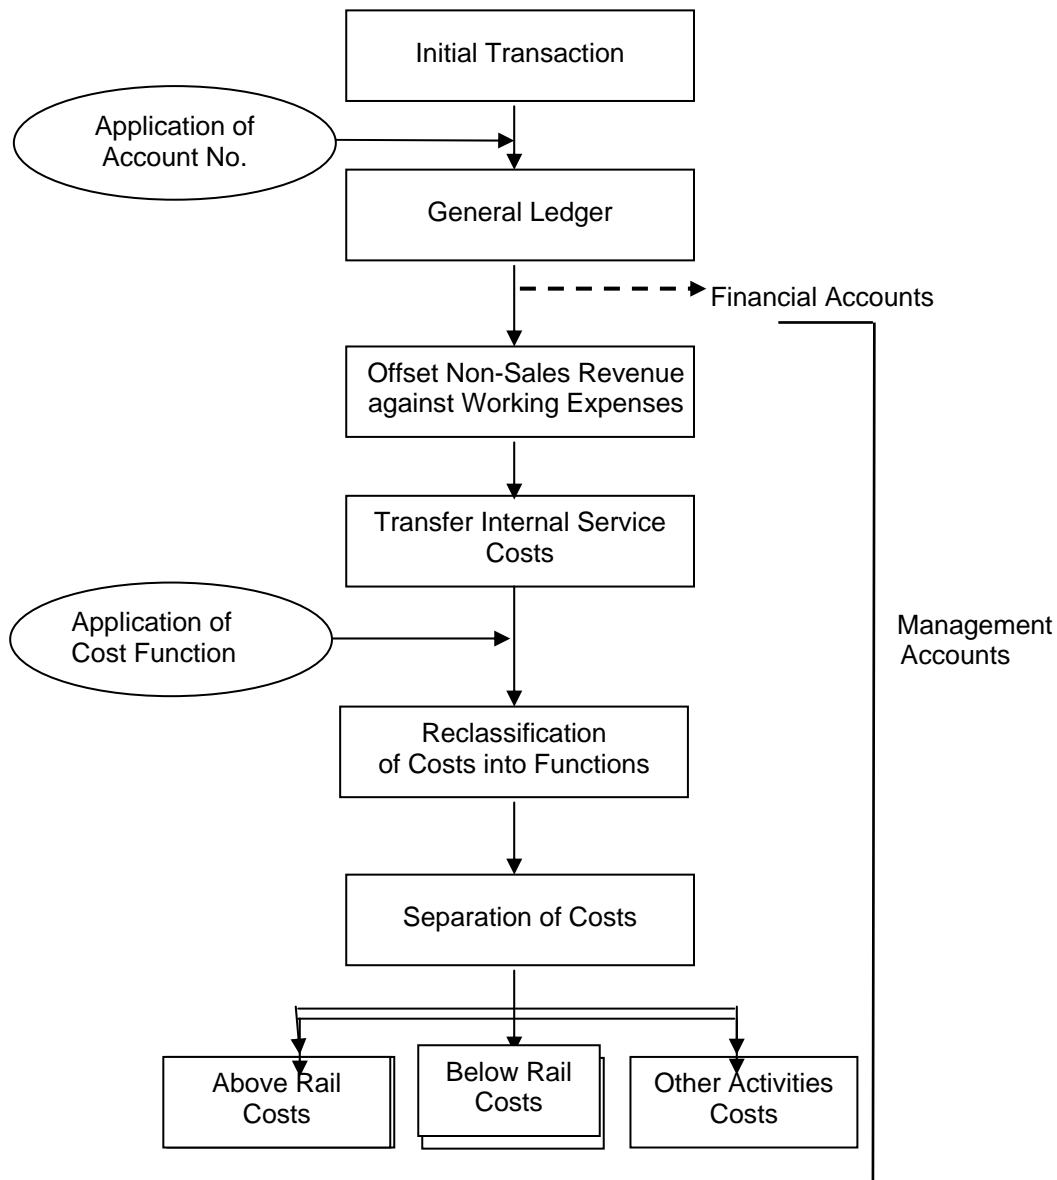 Initial Transaction
Application of
Account No.
General Ledger
Financial Accounts
Offset Non-Sales Revenue
against Working Expenses
Transfer Internal Service
Costs
Application of
Cost Function
Management
Accounts
Reclassification
of Costs into Functions
Separation of Costs
Above Rail
Costs
Below Rail
Costs
Other Activities
Costs